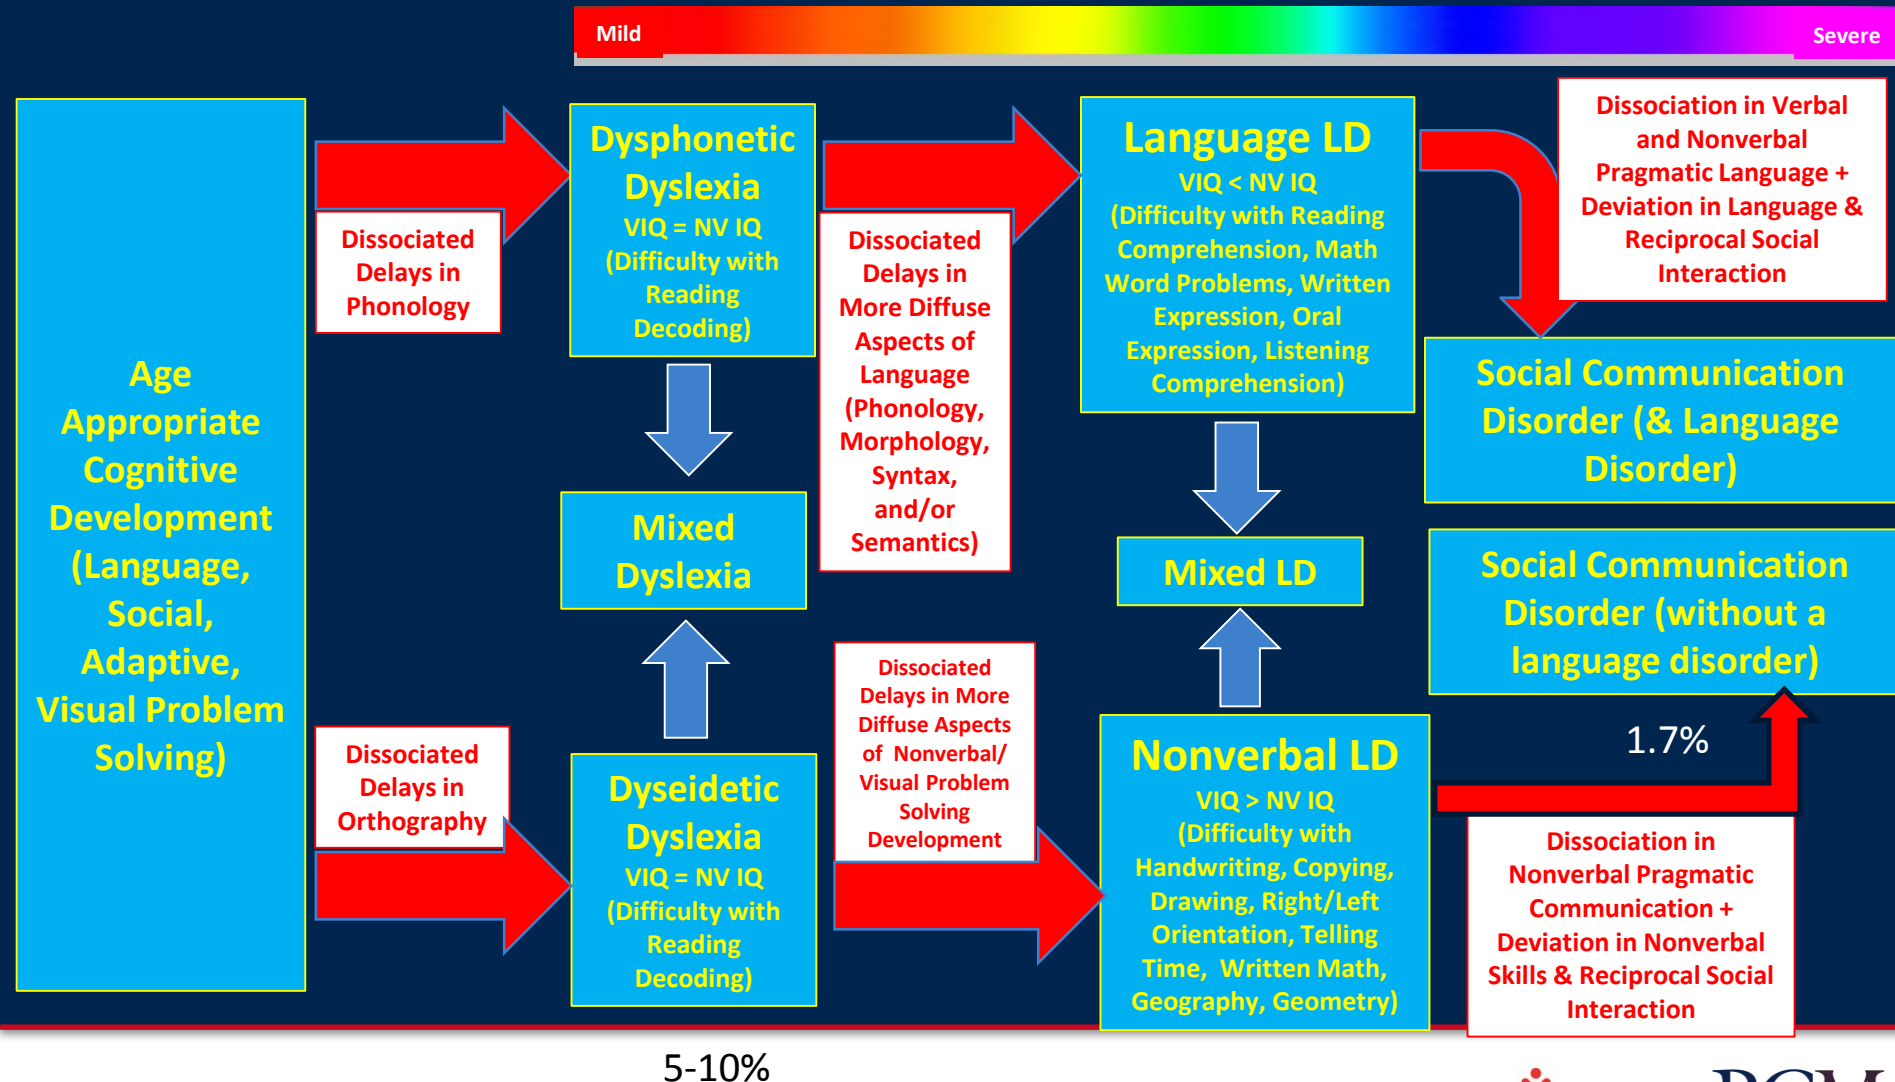 Mild
Severe
Age
Appropriate
Cognitive
Development
(Language,
Social,
Adaptive,
Visual Problem
Solving)
Dissociated
Delays in
Phonology
Dysphonetic
Dyslexia
VIQ = NV IQ
(Difficulty with
Reading
Decoding)
Dissociated
Delays in
More Diffuse
Aspects of
Language
(Phonology,
Morphology,
Syntax,
and/or
Semantics)
Language LD
VIQ < NV IQ
(Difficulty with Reading
Comprehension, Math
Word Problems, Written
Expression, Oral
Expression, Listening
Comprehension)
Dissociation in Verbal
and Nonverbal
Pragmatic Language +
Deviation in Language &
Reciprocal Social
Interaction
Social Communication
Disorder (& Language
Disorder)
Mixed
Dyslexia
Mixed LD
Social Communication
Disorder (without a
language disorder)
Dissociated
Delays in
Orthography
Dyseidetic
Dyslexia
VIQ = NV IQ
(Difficulty with
Reading
Decoding)
Dissociated
Delays in More
Diffuse Aspects
of Nonverbal/
Visual Problem
Solving
Development
Nonverbal LD
VIQ > NV IQ
(Difficulty with
Handwriting, Copying,
Drawing, Right/Left
Orientation, Telling
Time, Written Math,
Geography, Geometry)
1.7%
Dissociation in
Nonverbal Pragmatic
Communication +
Deviation in Nonverbal
Skills & Reciprocal Social
Interaction
5-10%